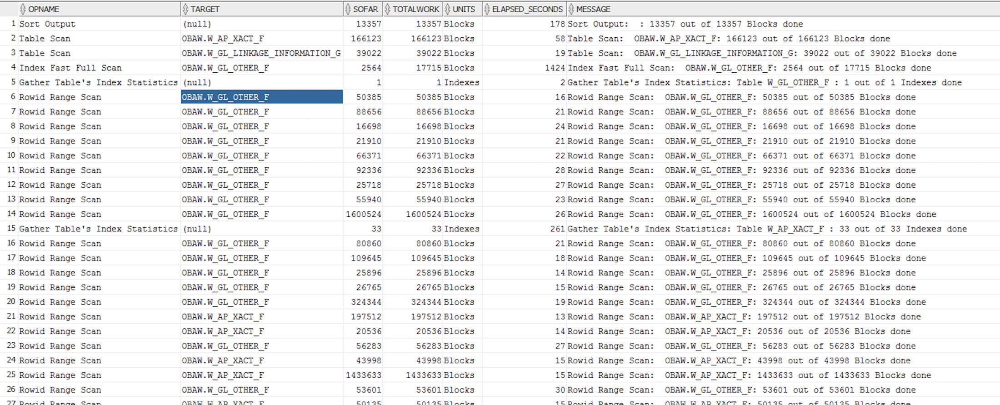 OPNAME TARGET SOFAR TOTALWORK UNITS ELAPSED_SECONDS MESSAGE
1 Sort Output (null) 13357 13357 Blocks 178 Sort Output:  : 13357 out of 13357 Blocks done
2 Table Scan OBAW.W_AP_XACT_F 166123 166123 Blocks 58 Table Scan:  OBAW.W_AP_XACT_F: 166123 out of 166123 Blocks done
3 Table Scan OBAW.W_GL_LINKAGE_INFORMATION_G 39022 39022 Blocks 19 Table Scan:  OBAW.W_GL_LINKAGE_INFORMATION_G: 39022 out of 39022 Blocks done
4 Index Fast Full Scan OBAW.W_GL_OTHER_F 2564 17715 Blocks 1424 Index Fast Full Scan:  OBAW.W_GL_OTHER_F: 2564 out of 17715 Blocks done
5 Gather Table's Index Statistics (null) 1 1 Indexes 2 Gather Table's Index Statistics: Table W_GL_OTHER_F : 1 out of 1 Indexes done
6 Rowid Range Scan OBAW.W_GL_OTHER_F 50385 50385 Blocks 16 Rowid Range Scan:  OBAW.W_GL_OTHER_F: 50385 out of 50385 Blocks done
7 Rowid Range Scan OBAW.W_GL_OTHER_F 88656 88656 Blocks 21 Rowid Range Scan:  OBAW.W_GL_OTHER_F: 88656 out of 88656 Blocks done
8 Rowid Range Scan OBAW.W_GL_OTHER_F 16698 16698 Blocks 24 Rowid Range Scan:  OBAW.W_GL_OTHER_F: 16698 out of 16698 Blocks done
9 Rowid Range Scan OBAW.W_GL_OTHER_F 21910 21910 Blocks 21 Rowid Range Scan:  OBAW.W_GL_OTHER_F: 21910 out of 21910 Blocks done
10 Rowid Range Scan OBAW.W_GL_OTHER_F 66371 66371 Blocks 22 Rowid Range Scan:  OBAW.W_GL_OTHER_F: 66371 out of 66371 Blocks done
11 Rowid Range Scan OBAW.W_GL_OTHER_F 92336 92336 Blocks 28 Rowid Range Scan:  OBAW.W_GL_OTHER_F: 92336 out of 92336 Blocks done
12 Rowid Range Scan OBAW.W_GL_OTHER_F 25718 25718 Blocks 27 Rowid Range Scan:  OBAW.W_GL_OTHER_F: 25718 out of 25718 Blocks done
13 Rowid Range Scan OBAW.W_GL_OTHER_F 55940 55940 Blocks 23 Rowid Range Scan:  OBAW.W_GL_OTHER_F: 55940 out of 55940 Blocks done
14 Rowid Range Scan OBAW.W_GL_OTHER_F 1600524 1600524 Blocks 26 Rowid Range Scan:  OBAW.W_GL_OTHER_F: 1600524 out of 1600524 Blocks done
15 Gather Table's Index Statistics (null) 33 33 Indexes 261 Gather Table's Index Statistics: Table W_AP_XACT_F : 33 out of 33 Indexes done
16 Rowid Range Scan OBAW.W_GL_OTHER_F 80860 80860 Blocks 21 Rowid Range Scan:  OBAW.W_GL_OTHER_F: 80860 out of 80860 Blocks done
17 Rowid Range Scan OBAW.W_GL_OTHER_F 109645 109645 Blocks 18 Rowid Range Scan:  OBAW.W_GL_OTHER_F: 109645 out of 109645 Blocks done
18 Rowid Range Scan OBAW.W_GL_OTHER_F 25896 25896 Blocks 14 Rowid Range Scan:  OBAW.W_GL_OTHER_F: 25896 out of 25896 Blocks done
19 Rowid Range Scan OBAW.W_GL_OTHER_F 26765 26765 Blocks 15 Rowid Range Scan:  OBAW.W_GL_OTHER_F: 26765 out of 26765 Blocks done
20 Rowid Range Scan OBAW.W_GL_OTHER_F 324344 324344 Blocks 19 Rowid Range Scan:  OBAW.W_GL_OTHER_F: 324344 out of 324344 Blocks done
21 Rowid Range Scan OBAW.W_AP_XACT_F 197512 197512 Blocks 13 Rowid Range Scan:  OBAW.W_AP_XACT_F: 197512 out of 197512 Blocks done
22 Rowid Range Scan OBAW.W_AP_XACT_F 20536 20536 Blocks 14 Rowid Range Scan:  OBAW.W_AP_XACT_F: 20536 out of 20536 Blocks done
23 Rowid Range Scan OBAW.W_GL_OTHER_F 56283 56283 Blocks 27 Rowid Range Scan:  OBAW.W_GL_OTHER_F: 56283 out of 56283 Blocks done
24 Rowid Range Scan OBAW.W_AP_XACT_F 43998 43998 Blocks 15 Rowid Range Scan:  OBAW.W_AP_XACT_F: 43998 out of 43998 Blocks done
25 Rowid Range Scan OBAW.W_AP_XACT_F 1433633 1433633 Blocks 15 Rowid Range Scan:  OBAW.W_AP_XACT_F: 1433633 out of 1433633 Blocks done
26 Rowid Range Scan OBAW.W_GL_OTHER_F 53601 53601 Blocks 30 Rowid Range Scan:  OBAW.W_GL_OTHER_F: 53601 out of 53601 Blocks done
27 Rowid Range Scan OBAW.W_AP_XACT_F 50135 50135 Blocks 15 Rowid Range Scan:  OBAW.W_AP_XACT_F: 50135 out of 50135 Blocks done